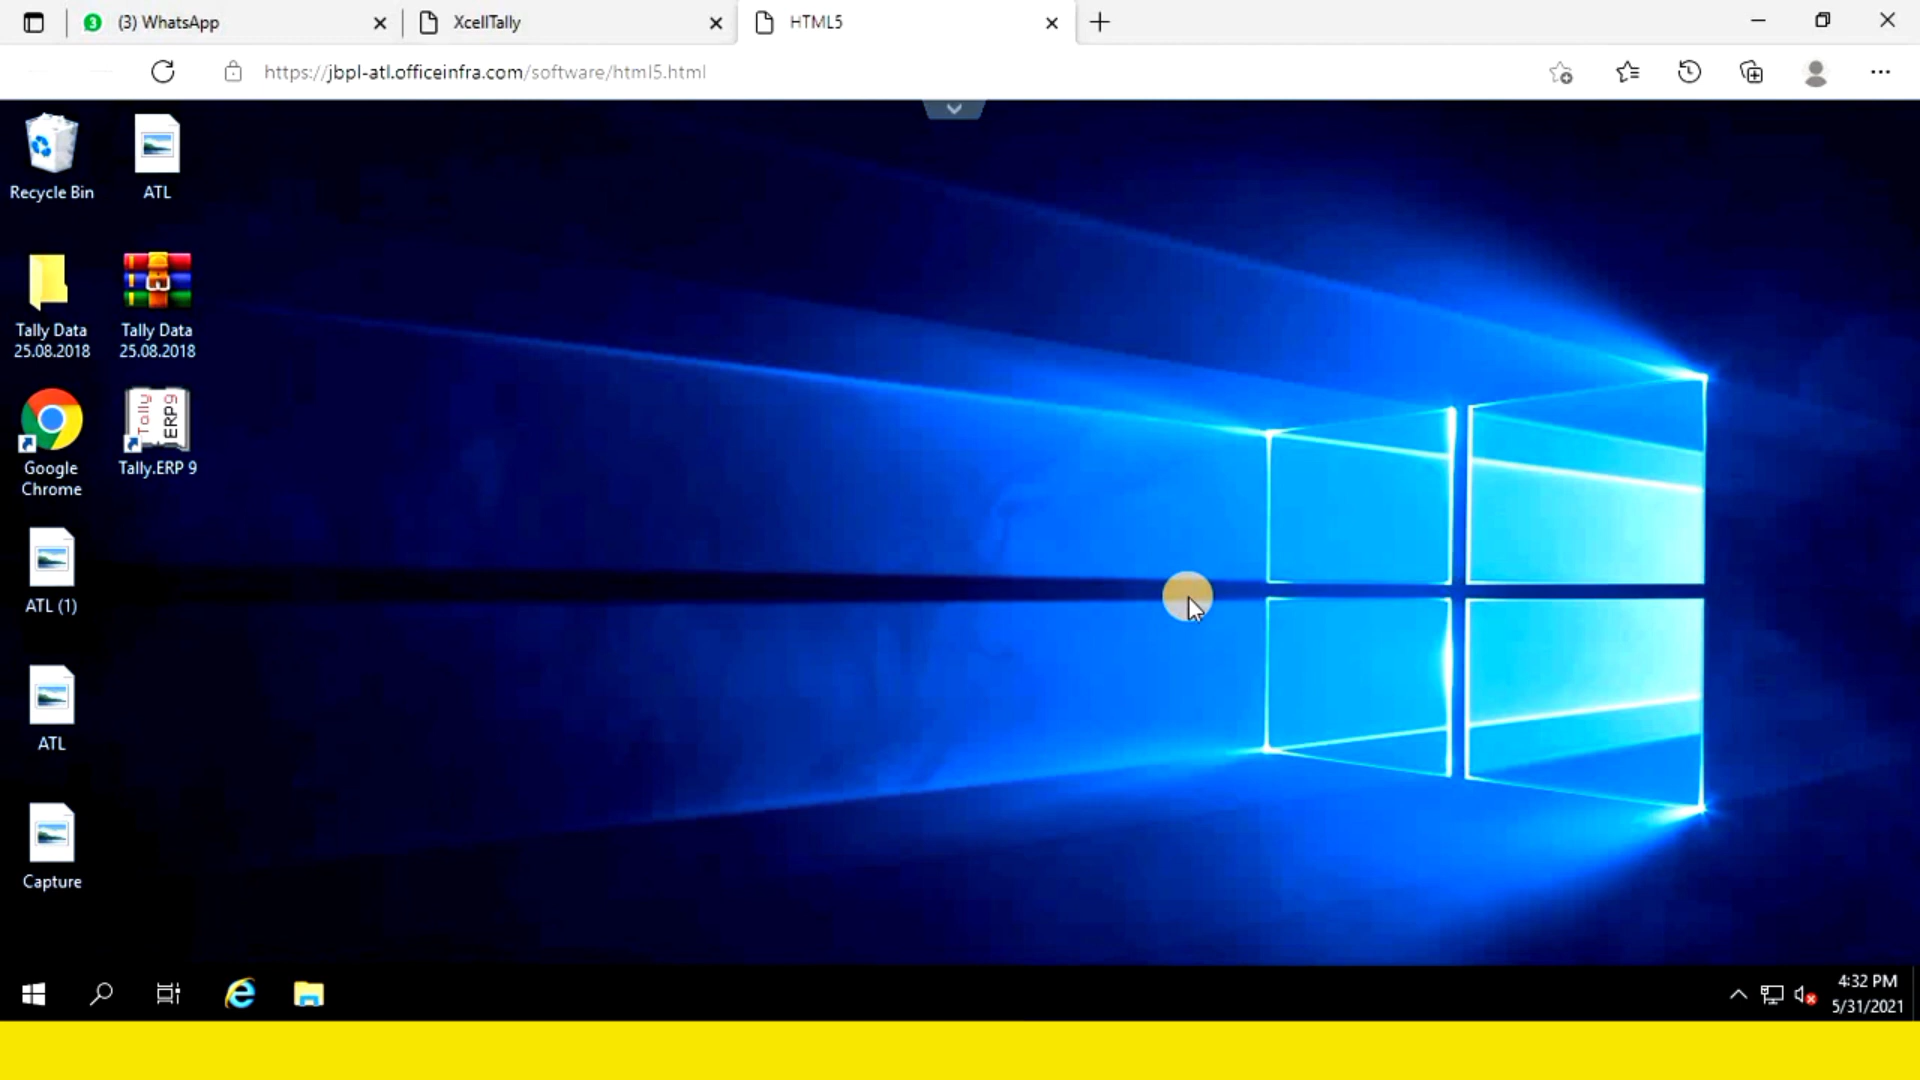 3 (3) WhatsApp
XcellTally
HTML5
https://jbpl-atl.officeinfra.com/software/html5.html
Recycle Bin
ATL
Tally Data
25.08.2018
Tally Data
25.08.2018
Tally
ERP9
Google
Chrome
Tally.ERP 9
ATL (1)
ATL
Capture
4:32 PM
5/31/2021